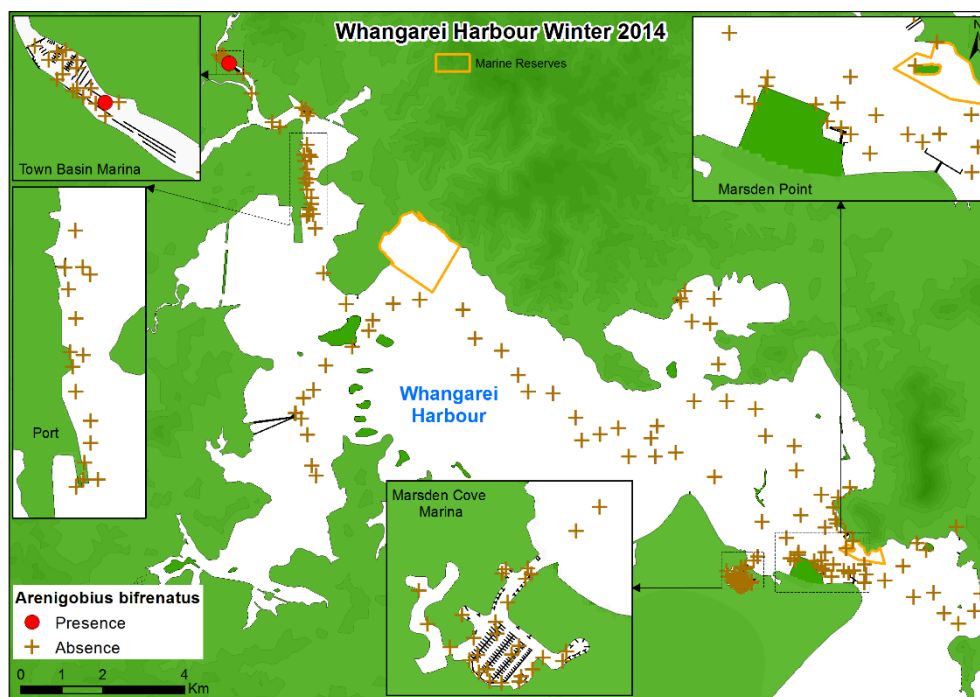 Whangarei Harbour Winter 2014
Marine Reserves
N
Town Basin Marina
Marsden Point
Port
Whangarei
Harbour
Marsden Cove
Marina
Arenigobius bifrenatus
Presence
Absence
0 1 2 4
Km